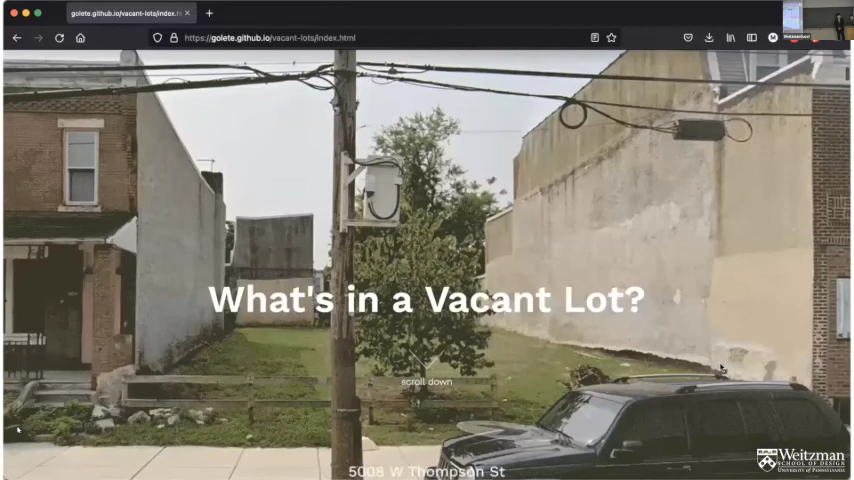 golete.github.io/vacant-lots/index.ht
https://golete.github.io/vacant-lots/index.html
What's in a Vacant Lot?
scroll down
5008 W Thompson St
Weitzman
SCHOOL OF DESIGN
UNIVERSITY OF PENNSYLVANIA